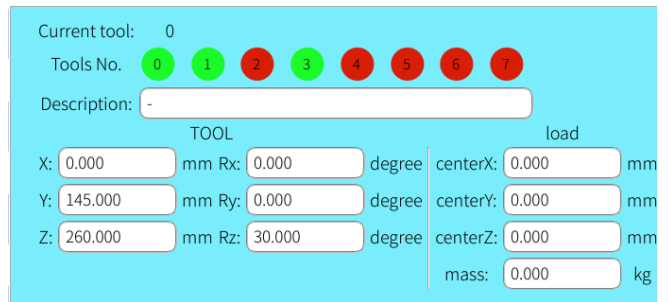 Current tool: 0
Tools No. 0 1 2 3 4 5 6 7
Description: -
TOOL load
X: 0.000 mm Rx: 0.000 degree centerX: 0.000 mm
Y: 145.000 mm Ry: 0.000 degree centerY: 0.000 mm
Z: 260.000 mm Rz: 30.000 degree centerZ: 0.000 mm
mass: 0.000 kg